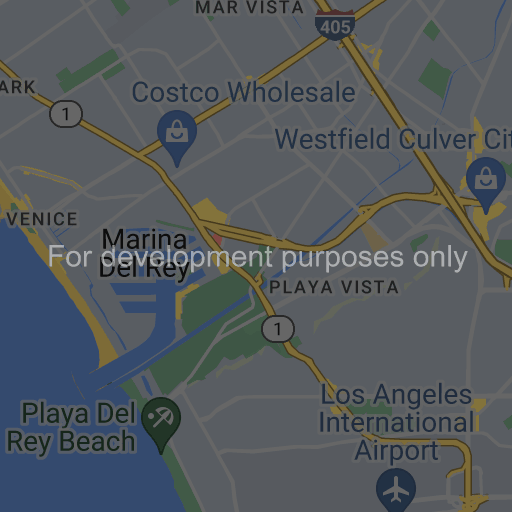 MAR VISTA
405
ARK
Costco Wholesale
1
Westfield Culver Cit
VENICE
Marina
Del Rey
For development purposes only
PLAYA VISTA
1
Los Angeles
International
Airport
Playa Del
Rey Beach